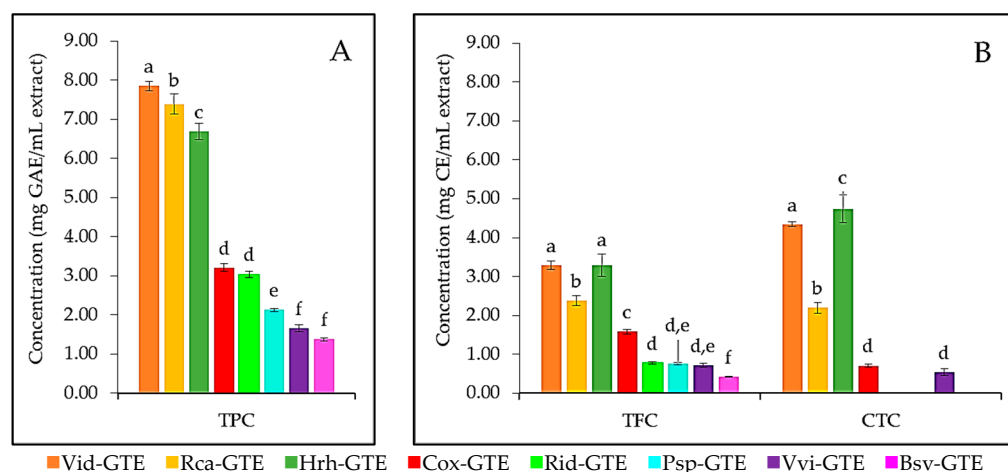 A
Concentration (mg GAE/mL extract)
9.00
8.00
7.00
6.00
5.00
4.00
3.00
2.00
1.00
0.00
a
b
c
d
d
e
f
f
TPC
B
Concentration (mg CE/mL extract)
9.00
8.00
7.00
6.00
5.00
4.00
3.00
2.00
1.00
0.00
a
b
a
c
d
d,e
d,e
f
a
b
c
d
d
TFC CTC
Vid-GTE Rca-GTE Hrh-GTE Cox-GTE Rid-GTE Psp-GTE Vvi-GTE Bsv-GTE